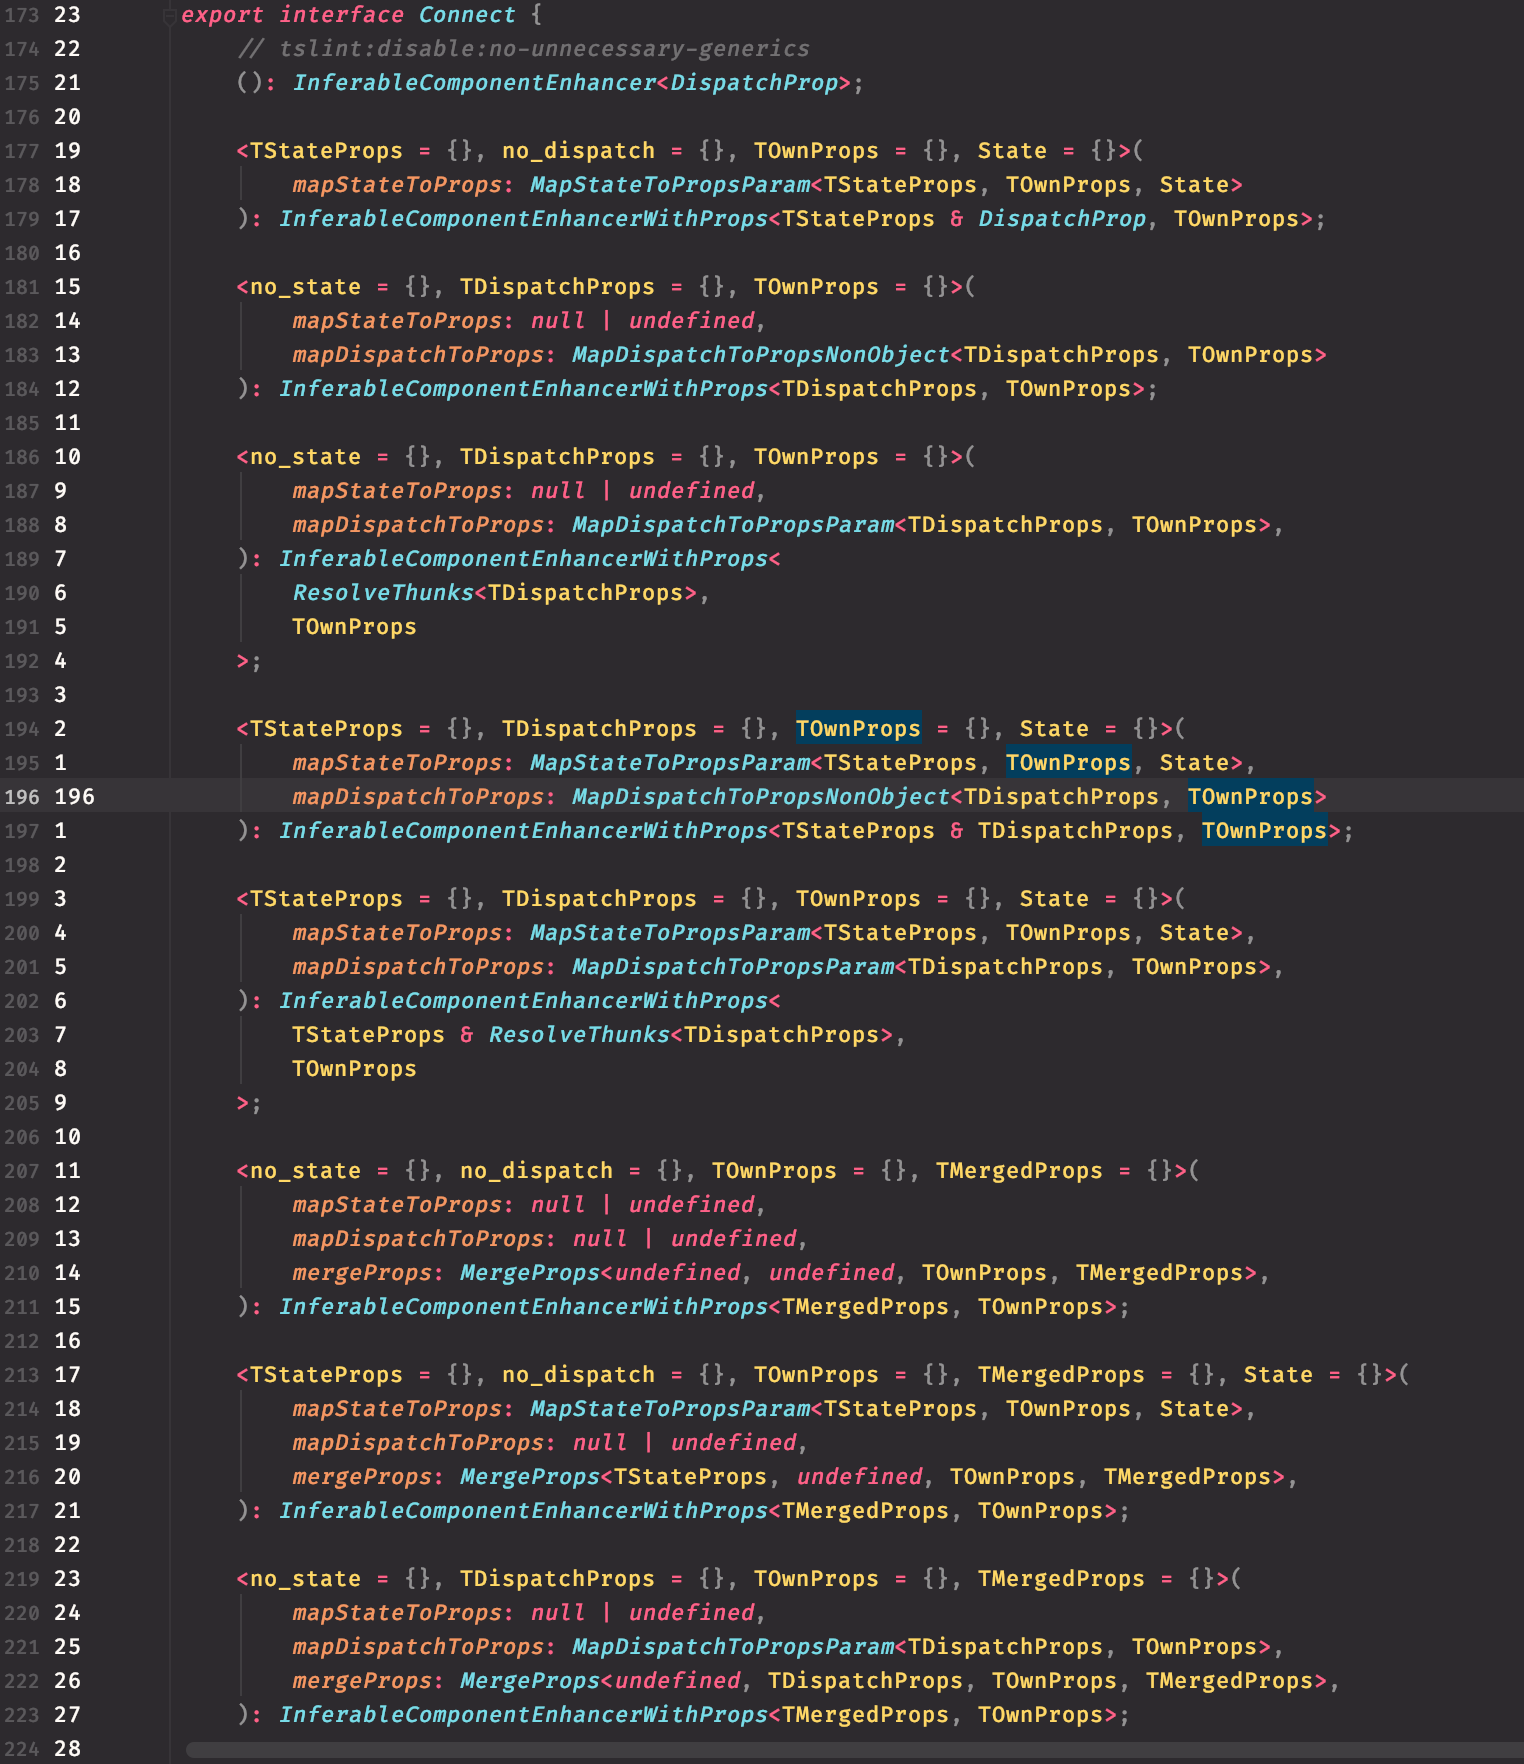 173 23 export interface Connect {
174 22 // tslint:disable:no-unnecessary-generics
175 21 (): InferableComponentEnhancer<DispatchProp>;
176 20
177 19 <TStateProps = {}, no_dispatch = {}, TOwnProps = {}, State = {}>(
178 18 mapStateToProps: MapStateToPropsParam<TStateProps, TOwnProps, State>
179 17 ): InferableComponentEnhancerWithProps<TStateProps & DispatchProp, TOwnProps>;
180 16
181 15 <no_state = {}, TDispatchProps = {}, TOwnProps = {}>(
182 14 mapStateToProps: null | undefined,
183 13 mapDispatchToProps: MapDispatchToPropsNonObject<TDispatchProps, TOwnProps>
184 12 ): InferableComponentEnhancerWithProps<TDispatchProps, TOwnProps>;
185 11
186 10 <no_state = {}, TDispatchProps = {}, TOwnProps = {}>(
187 9 mapStateToProps: null | undefined,
188 8 mapDispatchToProps: MapDispatchToPropsParam<TDispatchProps, TOwnProps>,
189 7 ): InferableComponentEnhancerWithProps<
190 6 ResolveThunks<TDispatchProps>,
191 5 TOwnProps
192 4 >;
193 3
194 2 <TStateProps = {}, TDispatchProps = {}, TOwnProps = {}, State = {}>(
195 1 mapStateToProps: MapStateToPropsParam<TStateProps, TOwnProps, State>,
196 196 mapDispatchToProps: MapDispatchToPropsNonObject<TDispatchProps, TOwnProps>
197 1 ): InferableComponentEnhancerWithProps<TStateProps & TDispatchProps, TOwnProps>;
198 2
199 3 <TStateProps = {}, TDispatchProps = {}, TOwnProps = {}, State = {}>(
200 4 mapStateToProps: MapStateToPropsParam<TStateProps, TOwnProps, State>,
201 5 mapDispatchToProps: MapDispatchToPropsParam<TDispatchProps, TOwnProps>,
202 6 ): InferableComponentEnhancerWithProps<
203 7 TStateProps & ResolveThunks<TDispatchProps>,
204 8 TOwnProps
205 9 >;
206 10
207 11 <no_state = {}, no_dispatch = {}, TOwnProps = {}, TMergedProps = {}>(
208 12 mapStateToProps: null | undefined,
209 13 mapDispatchToProps: null | undefined,
210 14 mergeProps: MergeProps<undefined, undefined, TOwnProps, TMergedProps>,
211 15 ): InferableComponentEnhancerWithProps<TMergedProps, TOwnProps>;
212 16
213 17 <TStateProps = {}, no_dispatch = {}, TOwnProps = {}, TMergedProps = {}, State = {}>(
214 18 mapStateToProps: MapStateToPropsParam<TStateProps, TOwnProps, State>,
215 19 mapDispatchToProps: null | undefined,
216 20 mergeProps: MergeProps<TStateProps, undefined, TOwnProps, TMergedProps>,
217 21 ): InferableComponentEnhancerWithProps<TMergedProps, TOwnProps>;
218 22
219 23 <no_state = {}, TDispatchProps = {}, TOwnProps = {}, TMergedProps = {}>(
220 24 mapStateToProps: null | undefined,
221 25 mapDispatchToProps: MapDispatchToPropsParam<TDispatchProps, TOwnProps>,
222 26 mergeProps: MergeProps<undefined, TDispatchProps, TOwnProps, TMergedProps>,
223 27 ): InferableComponentEnhancerWithProps<TMergedProps, TOwnProps>;
224 28